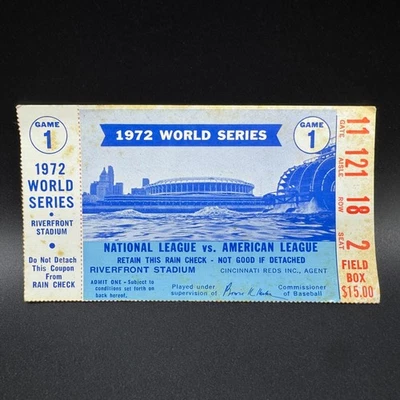 GAME
1
1972
WORLD
SERIES
RIVERFRONT
STADIUM
Do Not Detach
This Coupon
From
RAIN CHECK
1972 WORLD SERIES
GAME
1
NATIONAL LEAGUE vs. AMERICAN LEAGUE
RETAIN THIS RAIN CHECK - NOT GOOD IF DETACHED
RIVERFRONT STADIUM CINCINNATI REDS INC., AGENT
ADMIT ONE - Subject to
conditions set forth on
back hereof.
Played under
supervision of
Commissioner
of Baseball
11 121 18 2
GATE AISLE ROW SEAT
FIELD
BOX
$15.00